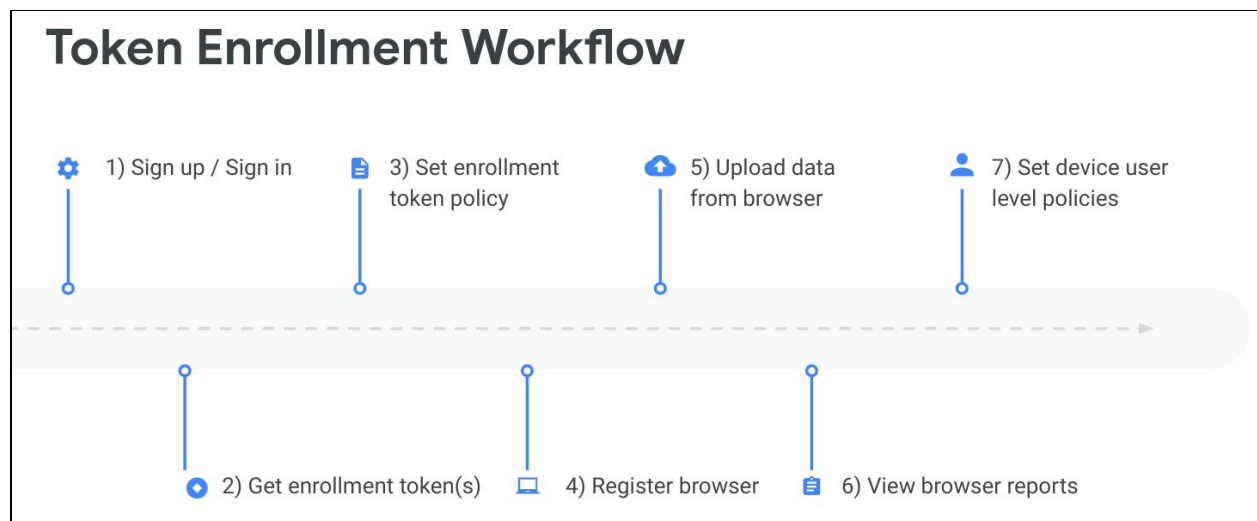 Token Enrollment Workflow
1) Sign up / Sign in
2) Get enrollment token(s)
3) Set enrollment
token policy
4) Register browser
5) Upload data
from browser
6) View browser reports
7) Set device user
level policies